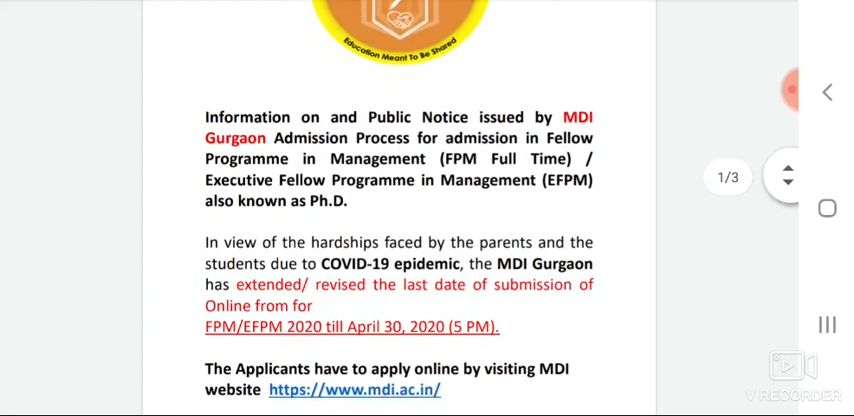 Education Meant To Be Shared
Information on and Public Notice issued by MDI
Gurgaon Admission Process for admission in Fellow
Programme in Management (FPM Full Time) /
Executive Fellow Programme in Management (EFPM)
also known as Ph.D.
In view of the hardships faced by the parents and the
students due to COVID-19 epidemic, the MDI Gurgaon
has extended/ revised the last date of submission of
Online from for
FPM/EFPM 2020 till April 30, 2020 (5 PM).
The Applicants have to apply online by visiting MDI
website https://www.mdi.ac.in/
1/3
V RECORDER